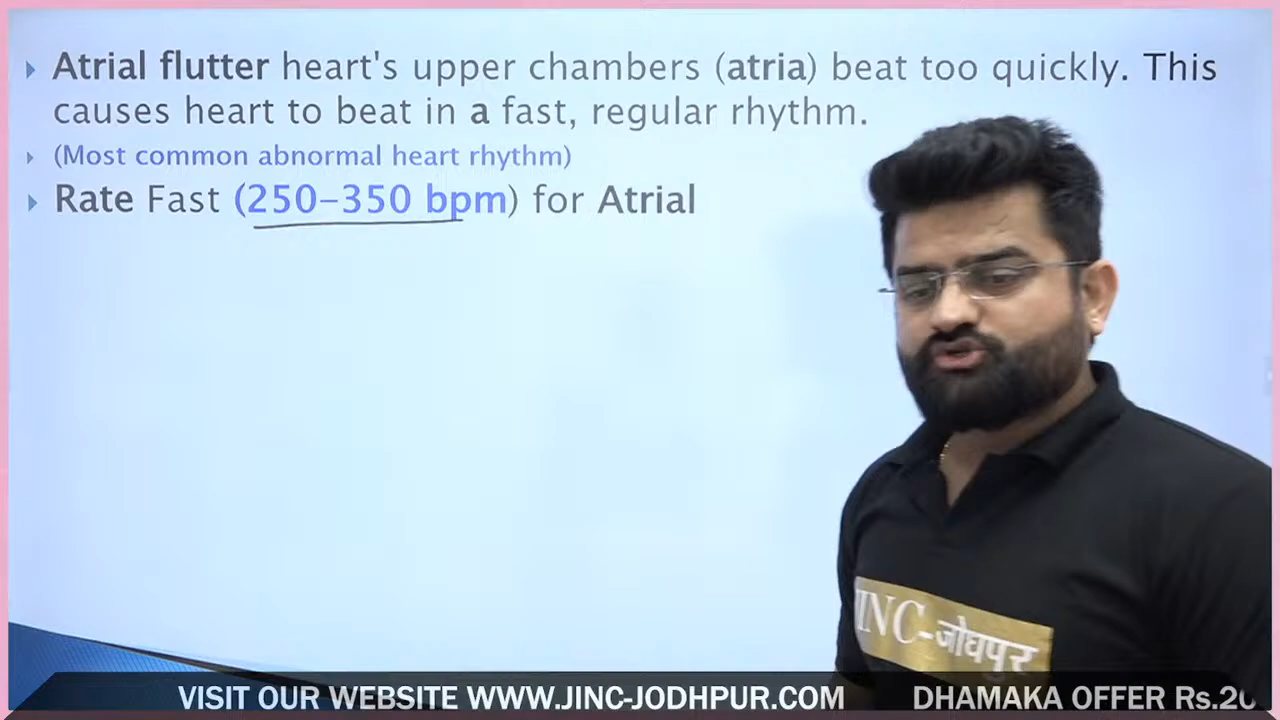 Atrial flutter heart's upper chambers (atria) beat too quickly. This
causes heart to beat in a fast, regular rhythm.
(Most common abnormal heart rhythm)
Rate Fast (250-350 bpm) for Atrial
JINC-जोधपुर
VISIT OUR WEBSITE WWW.JINC-JODHPUR.COM DHAMAKA OFFER Rs.20